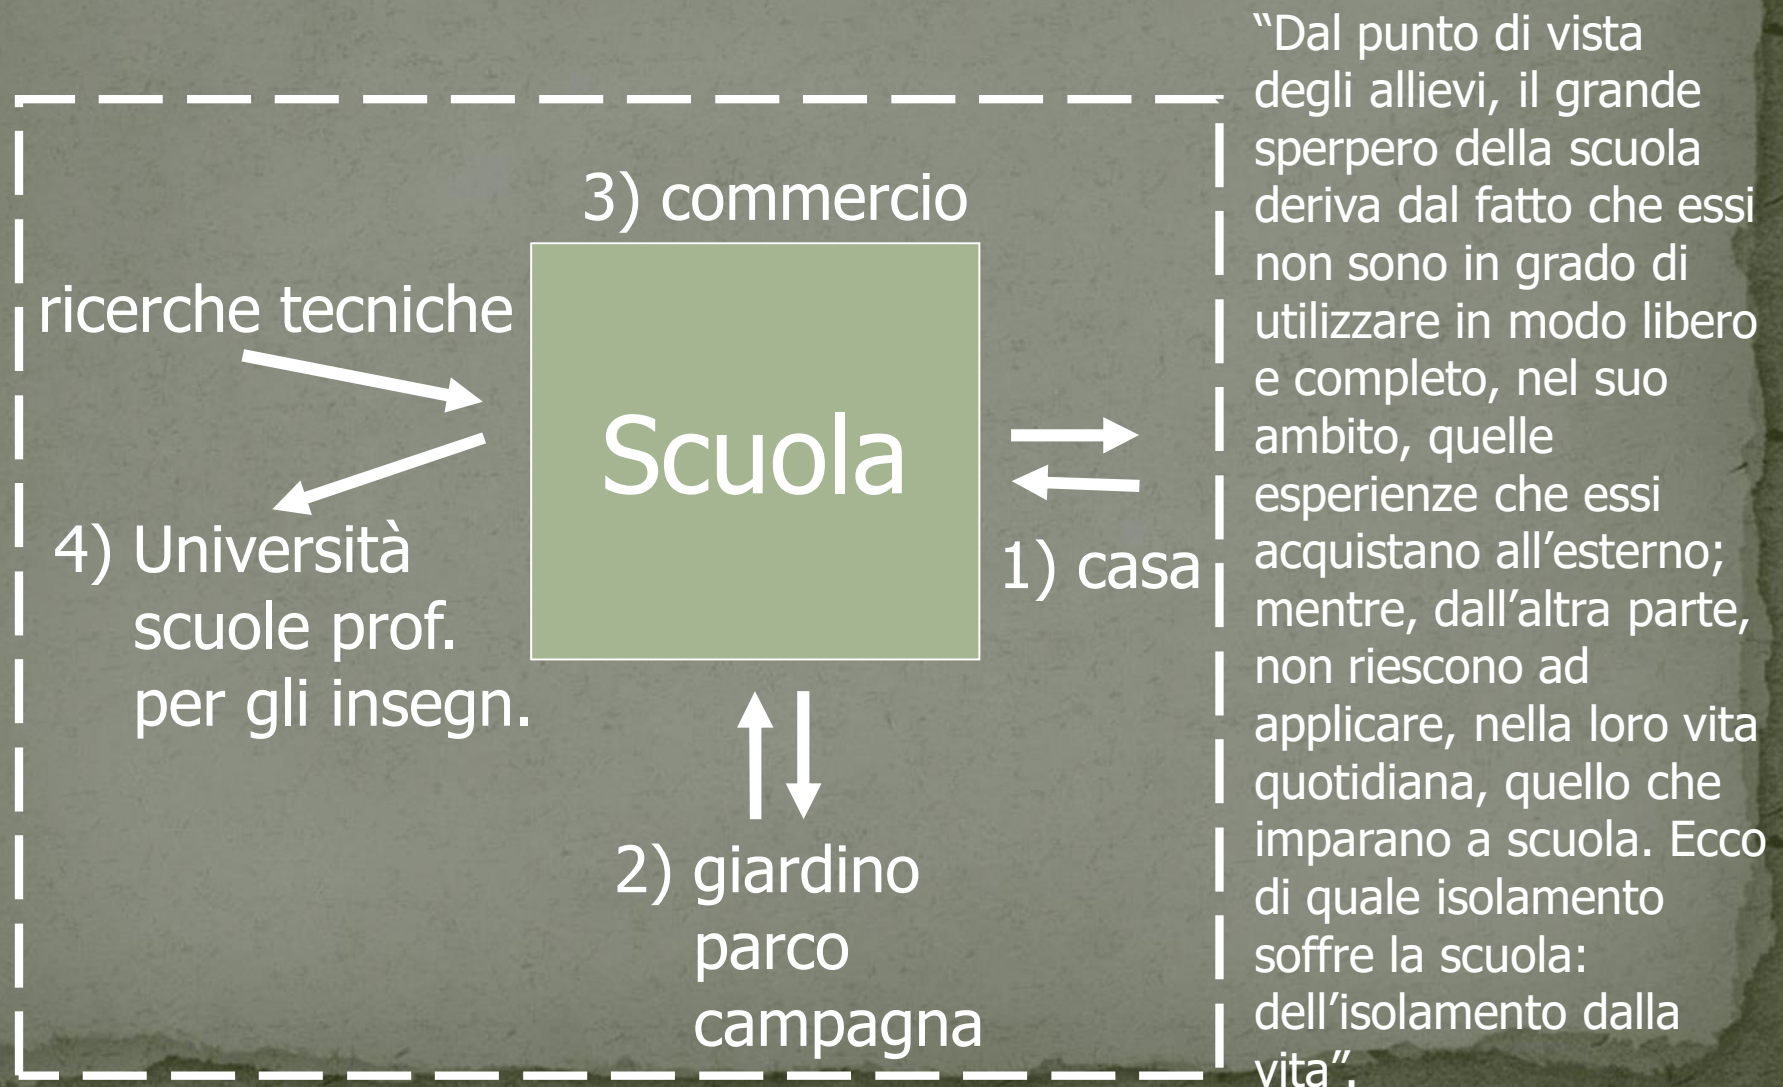 3) commercio
ricerche tecniche
Scuola
4) Università
scuole prof.
per gli insegn.
1) casa
2) giardino
parco
campagna
“Dal punto di vista
degli allievi, il grande
sperpero della scuola
deriva dal fatto che essi
non sono in grado di
utilizzare in modo libero
e completo, nel suo
ambito, quelle
esperienze che essi
acquistano all’esterno;
mentre, dall’altra parte,
non riescono ad
applicare, nella loro vita
quotidiana, quello che
imparano a scuola. Ecco
di quale isolamento
soffre la scuola:
dell’isolamento dalla
vita”.